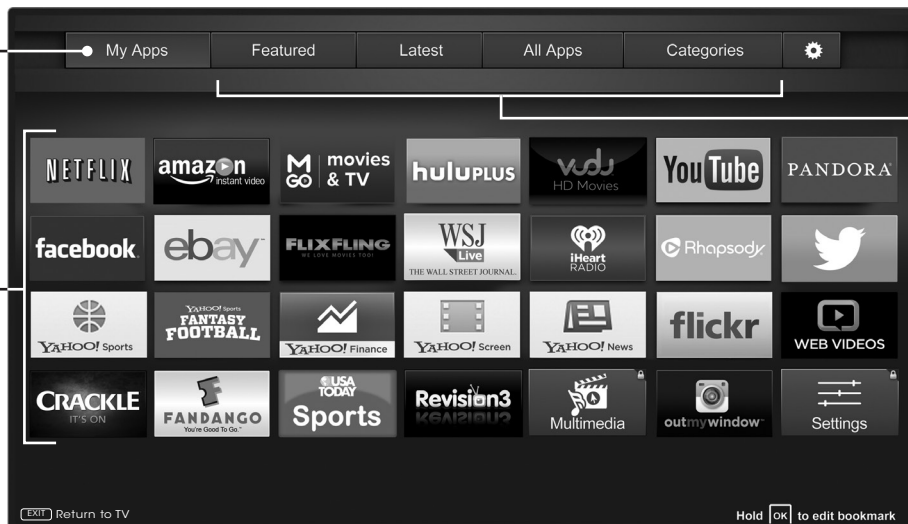 My Apps Featured Latest All Apps Categories
NETFLIX
amazon
instant video
M GO
movies
& TV
huluPLUS
vudu
HD Movies
YouTube
PANDORA
facebook
ebay
FLIXFLING
WE LOVE MOVIES TOO!
WSJ
Live
THE WALL STREET JOURNAL.
iHeart
RADIO
Rhapsody
YAHOO! Sports
YAHOO! Sports
FANTASY
FOOTBALL
YAHOO! Finance
YAHOO! Screen
YAHOO! News
flickr
WEB VIDEOS
CRACKLE
IT'S ON
FANDANGO
You're Good To Go.™
USA
TODAY
Sports
Revision3
Multimedia
outmywindow™
Settings
EXIT Return to TV
Hold OK to edit bookmark